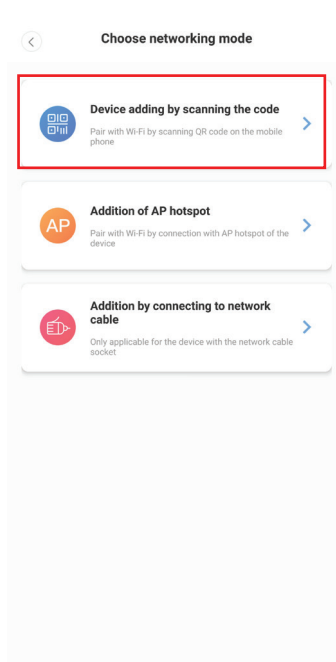 Choose networking mode
Device adding by scanning the code
Pair with Wi-Fi by scanning QR code on the mobile
phone
AP
Addition of AP hotspot
Pair with Wi-Fi by connection with AP hotspot of the
device
Addition by connecting to network
cable
Only applicable for the device with the network cable
socket